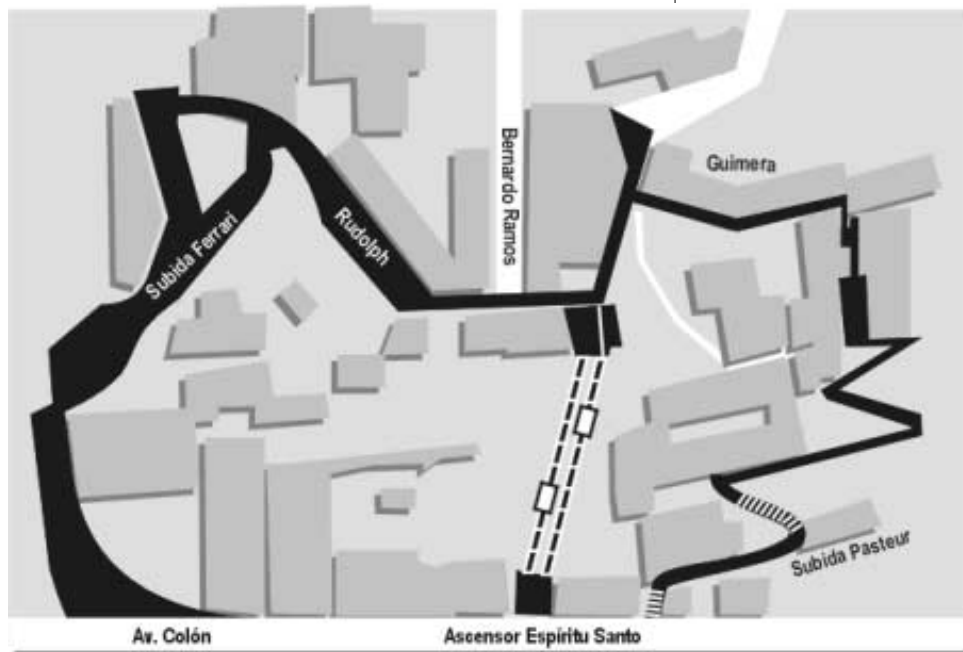 Bernardo Ramos
Guimera
Subida Ferrari
Rudolph
Subida Pasteur
Av. Colón
Ascensor Espíritu Santo